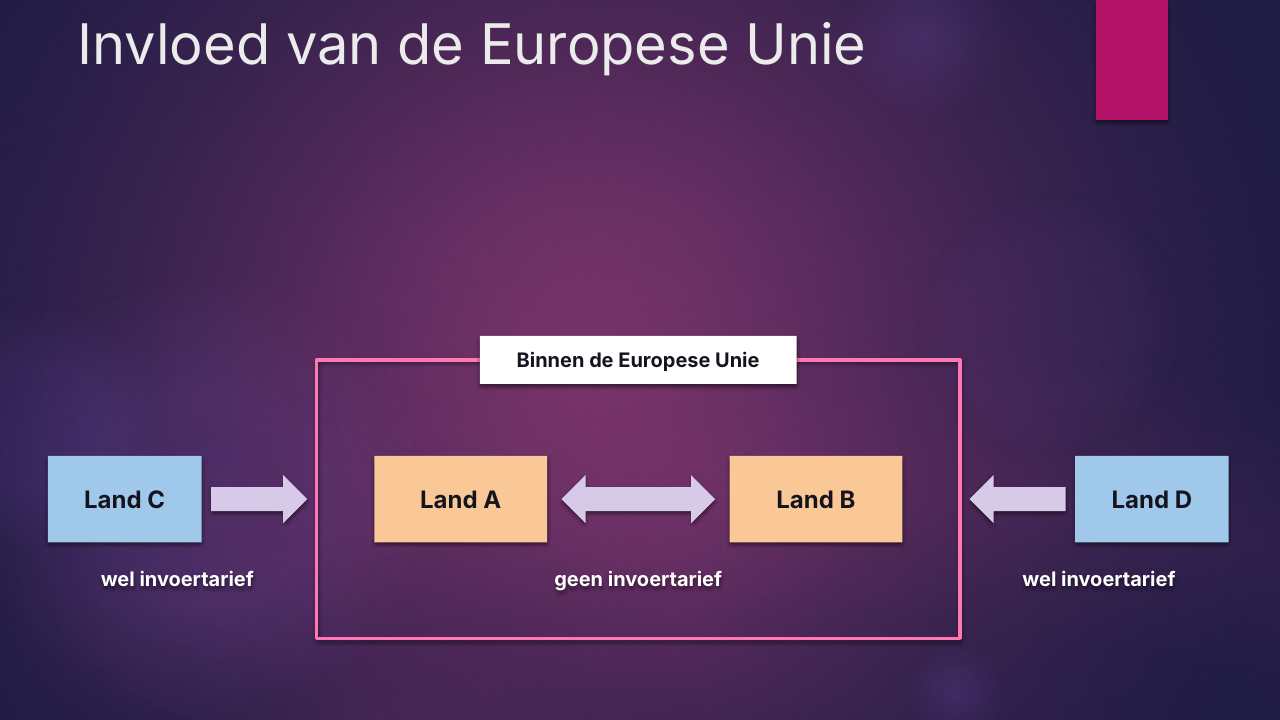 Invloed van de Europese Unie
Binnen de Europese Unie
Land C
Land A
Land B
Land D
wel invoertarief
geen invoertarief
wel invoertarief